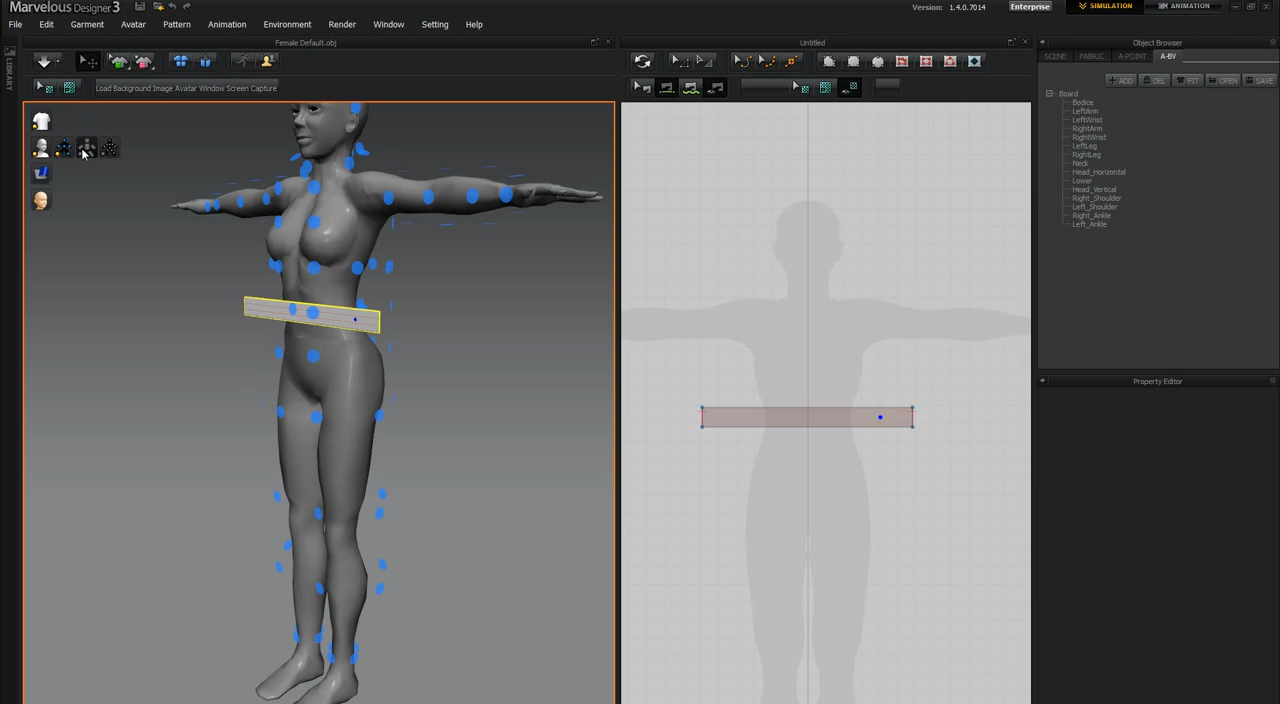 Marvelous Designer3
Version: 1.4.0.7014
Enterprise
SIMULATION
ANIMATION
File Edit Garment Avatar Pattern Animation Environment Render Window Setting Help
LIBRARY
Female Default.obj
Untitled
Object Browser
SCENE FABRIC A-POINT A-BV
Load Background Image Avatar Window Screen Capture
ADD DEL FIT OPEN SAVE
Board
Bodice
LeftArm
LeftWrist
RightArm
RightWrist
LeftLeg
RightLeg
Neck
Head_Horizontal
Lower
Head_Vertical
Right_Shoulder
Left_Shoulder
Right_Ankle
Left_Ankle
Property Editor